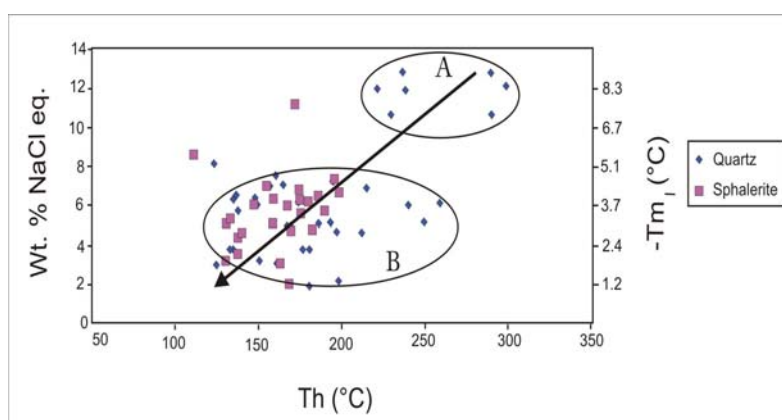 Wt. % NaCl eq.
14
12
10
8
6
4
2
0
A
B
8.3
6.7
5.1
3.7
2.4
1.2
-Tm_I (°C)
Quartz
Sphalerite
50 100 150 200 250 300 350
Th (°C)